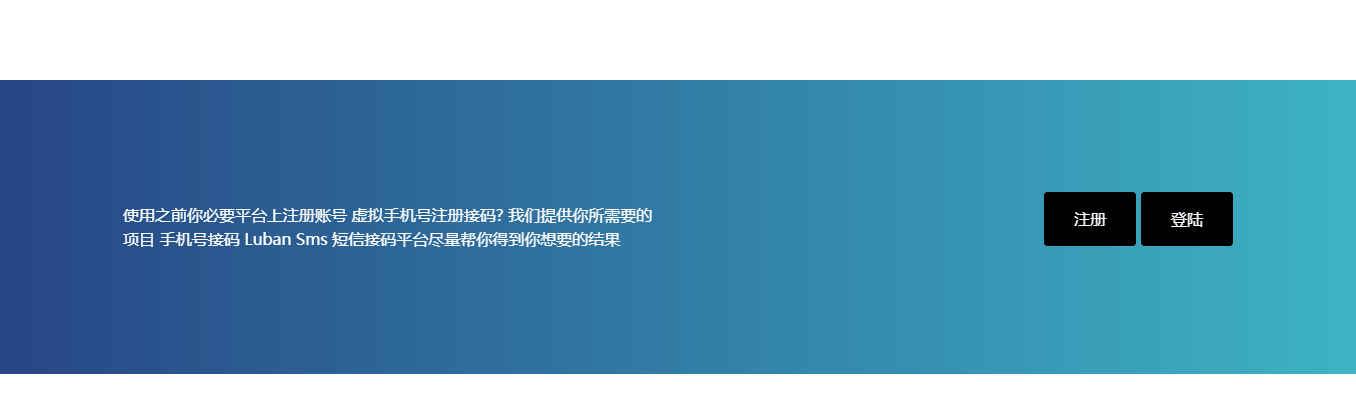 使用之前你必要平台上注册账号 虚拟手机号注册接码? 我们提供你所需要的
项目 手机号接码 Luban Sms 短信接码平台尽量帮你得到你想要的结果
注册
登陆